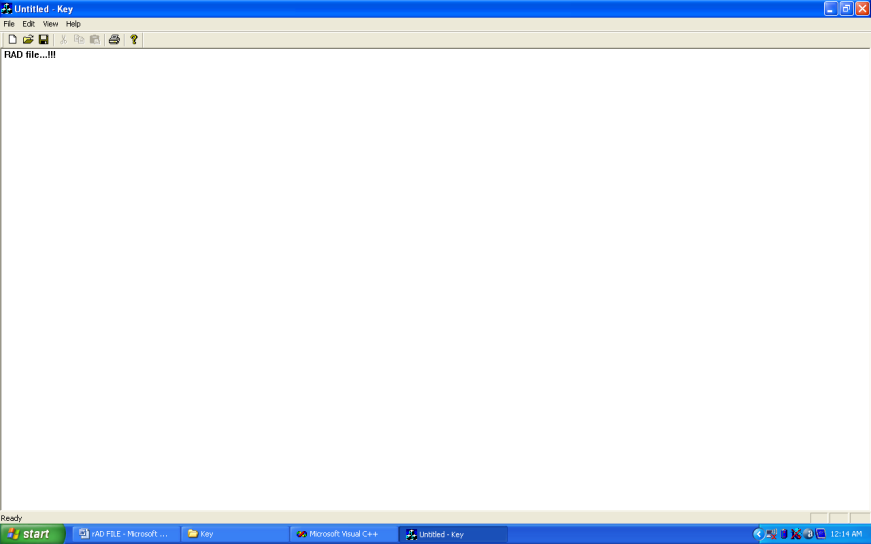 Untitled - Key
File Edit View Help
RAD file...!!!
Ready
start rAD FILE - Microsoft ... Key Microsoft Visual C++ Untitled - Key 12:14 AM